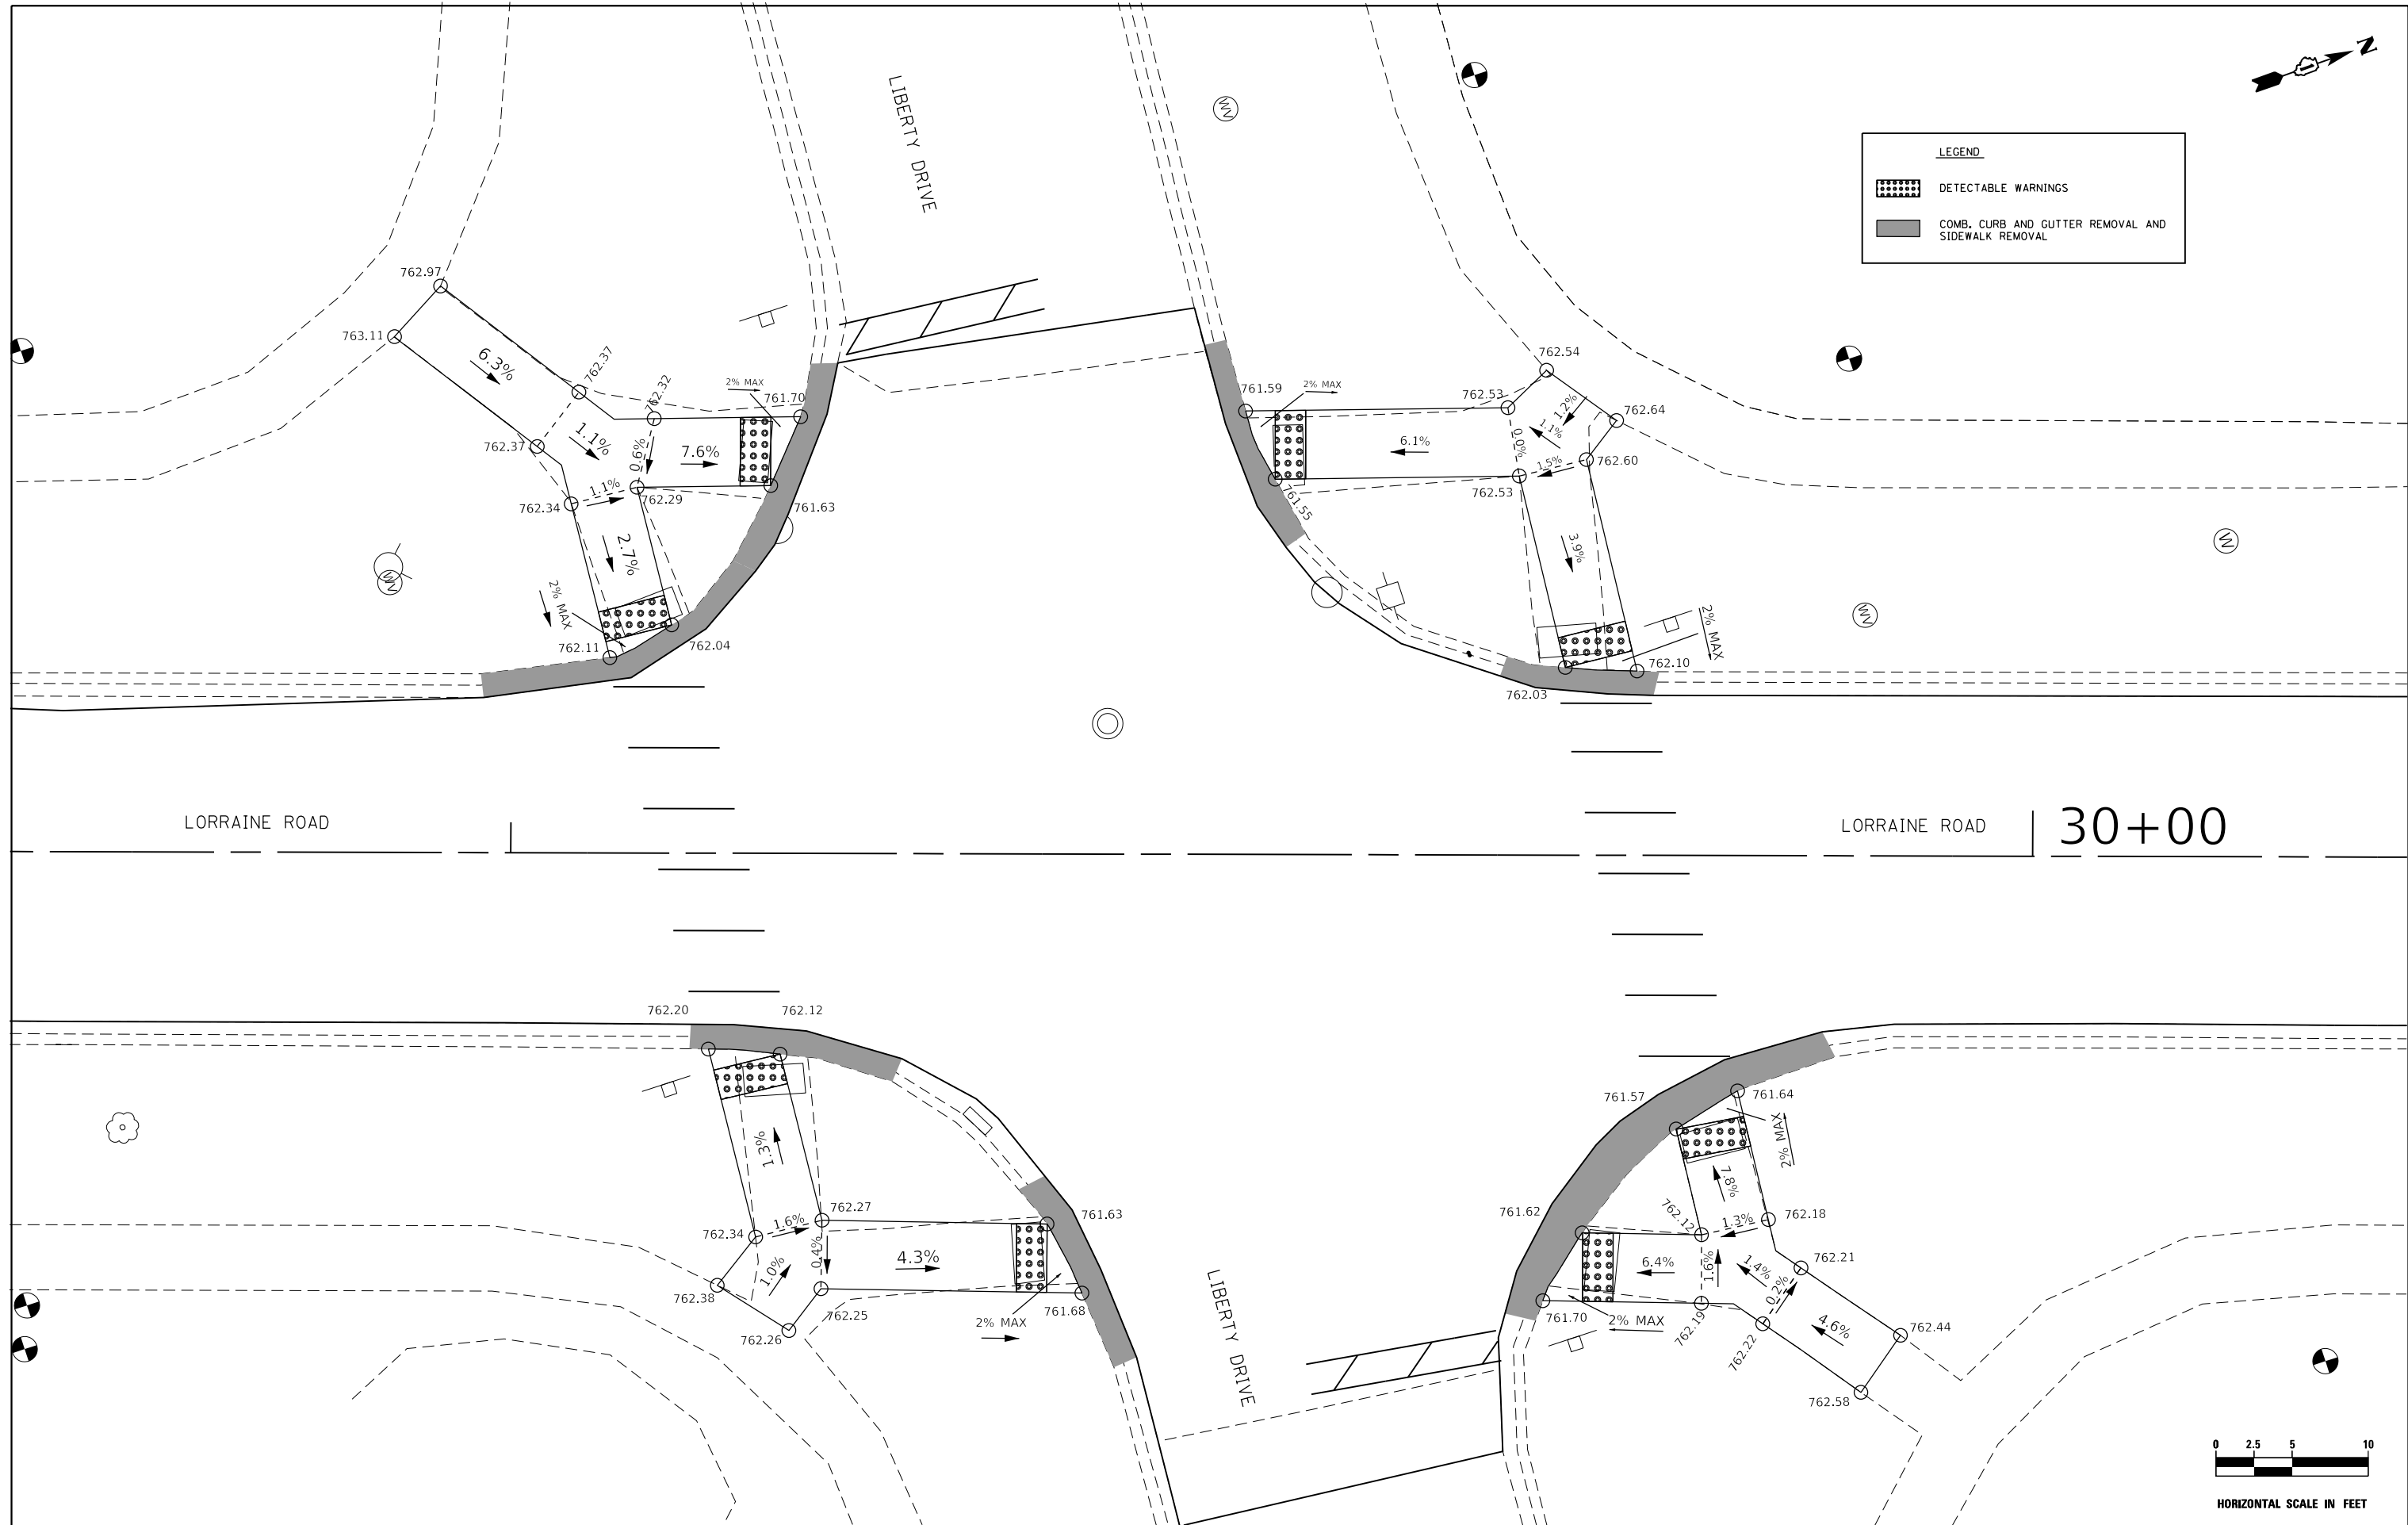 N
LEGEND
DETECTABLE WARNINGS
COMB. CURB AND GUTTER REMOVAL AND
SIDEWALK REMOVAL
LIBERTY DRIVE
762.97
763.11
6.3%
762.37
762.32
2% MAX
761.70
762.37
1.1%
0.6%
7.6%
762.34
1.1%
762.29
761.63
2.7%
2% MAX
762.11
762.04
W
W
761.59
2% MAX
762.53
762.54
1.2%
1.1%
762.64
6.1%
0.0%
1.5%
762.60
761.55
762.53
3.9%
2% MAX
762.03
762.10
W
W
LORRAINE ROAD
LORRAINE ROAD
30+00
762.20
762.12
1.3%
762.27
762.34
1.6%
761.63
0.4%
4.3%
1.0%
762.38
762.25
761.68
762.26
2% MAX
LIBERTY DRIVE
761.57
761.64
2% MAX
7.8%
761.62
762.12
1.3%
762.18
6.4%
1.6%
1.4%
762.21
0.2%
761.70
2% MAX
762.19
762.22
4.6%
762.44
762.58
0 2.5 5 10
HORIZONTAL SCALE IN FEET